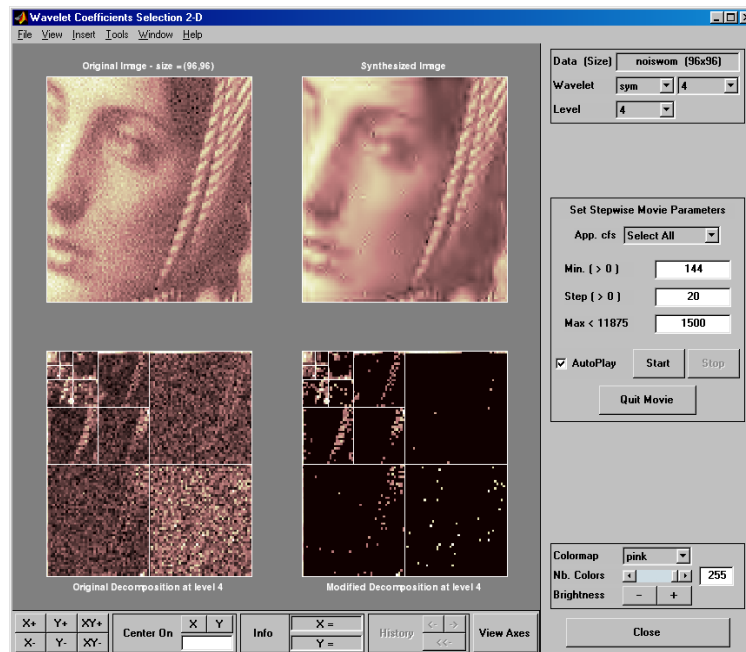 Wavelet Coefficients Selection 2-D
File View Insert Tools Window Help
Original Image - size = (96,96)
Synthesized Image
Original Decomposition at level 4
Modified Decomposition at level 4
Data (Size) noiswom (96x96)
Wavelet sym 4
Level 4
Set Stepwise Movie Parameters
App. cfs Select All
Min. ( > 0 ) 144
Step ( > 0 ) 20
Max < 11875 1500
AutoPlay Start Stop
Quit Movie
Colormap pink
Nb. Colors 255
Brightness - +
X+ Y+ XY+
X- Y- XY-
Center On X Y
Info X =
Y =
History <- ->
<<-
View Axes
Close